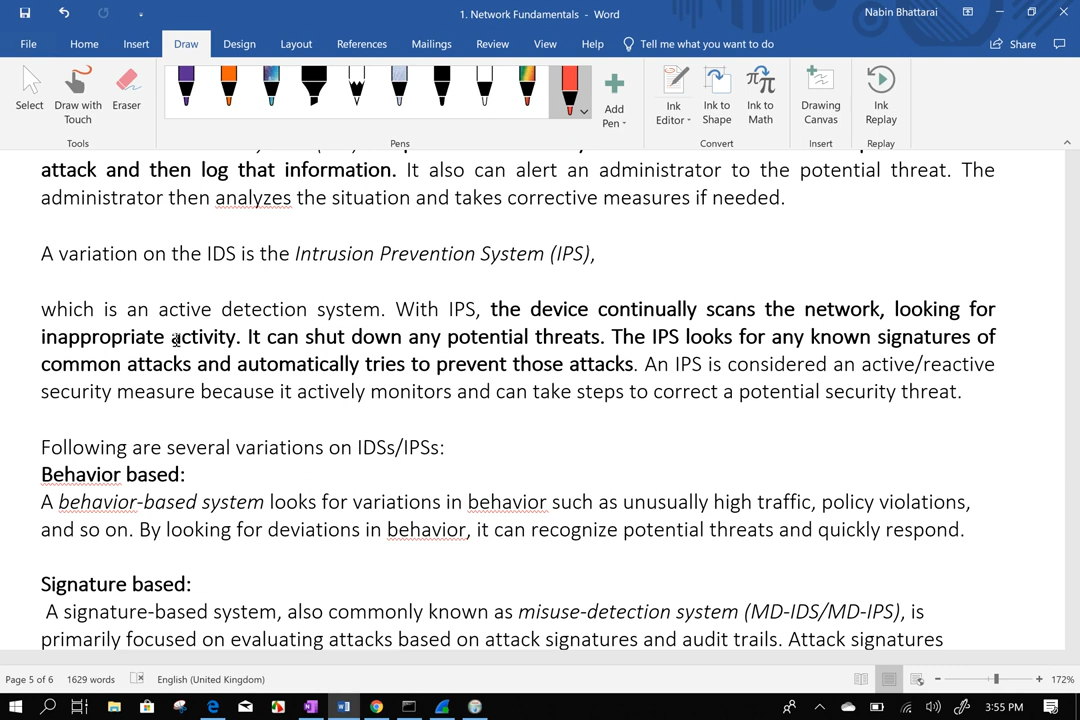 1. Network Fundamentals - Word
Nabin Bhattarai
File Home Insert Draw Design Layout References Mailings Review View Help Tell me what you want to do Share
Select
Draw with Touch
Eraser
Add Pen
Ink Editor
Ink to Shape
Ink to Math
Drawing Canvas
Ink Replay
Tools Pens Convert Insert Replay
attack and then log that information. It also can alert an administrator to the potential threat. The
administrator then analyzes the situation and takes corrective measures if needed.
A variation on the IDS is the Intrusion Prevention System (IPS),
which is an active detection system. With IPS, the device continually scans the network, looking for
inappropriate activity. It can shut down any potential threats. The IPS looks for any known signatures of
common attacks and automatically tries to prevent those attacks. An IPS is considered an active/reactive
security measure because it actively monitors and can take steps to correct a potential security threat.
Following are several variations on IDSs/IPSs:
Behavior based:
A behavior-based system looks for variations in behavior such as unusually high traffic, policy violations,
and so on. By looking for deviations in behavior, it can recognize potential threats and quickly respond.
Signature based:
A signature-based system, also commonly known as misuse-detection system (MD-IDS/MD-IPS), is
primarily focused on evaluating attacks based on attack signatures and audit trails. Attack signatures
Page 5 of 6 1629 words English (United Kingdom) 172%
3:55 PM